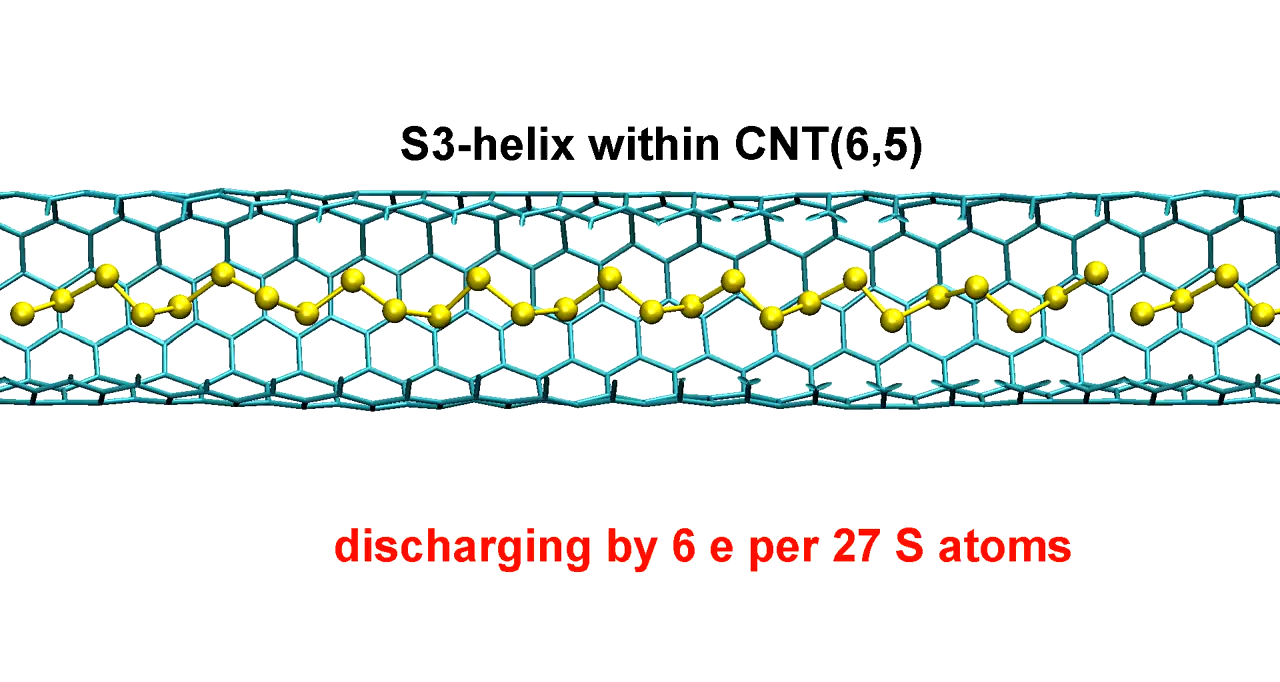 S3-helix within CNT(6,5)
discharging by 6 e per 27 S atoms